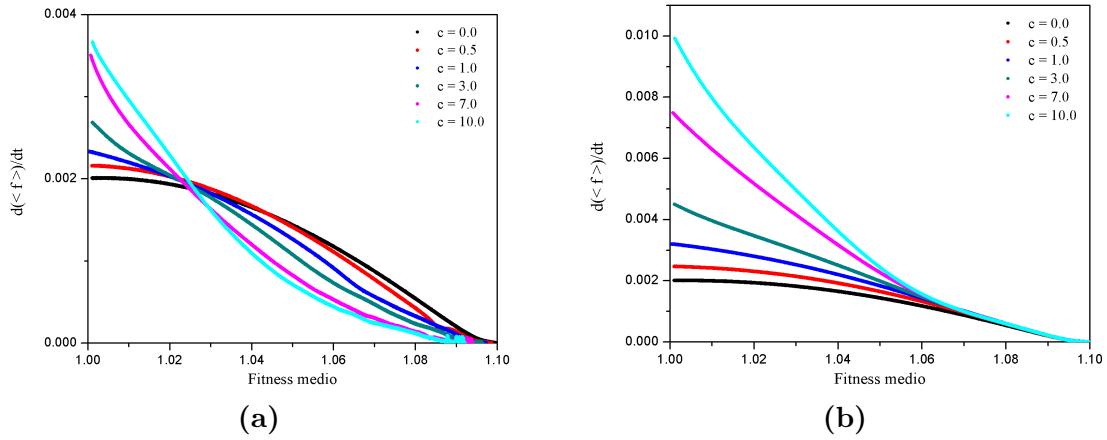 0.004
0.002
0.000
d(< f >)/dt
1.00
1.02
1.04
1.06
1.08
1.10
Fitness medio
c = 0.0
c = 0.5
c = 1.0
c = 3.0
c = 7.0
c = 10.0
(a)
0.010
0.008
0.006
0.004
0.002
0.000
d(< f >)/dt
1.00
1.02
1.04
1.06
1.08
1.10
Fitness medio
c = 0.0
c = 0.5
c = 1.0
c = 3.0
c = 7.0
c = 10.0
(b)